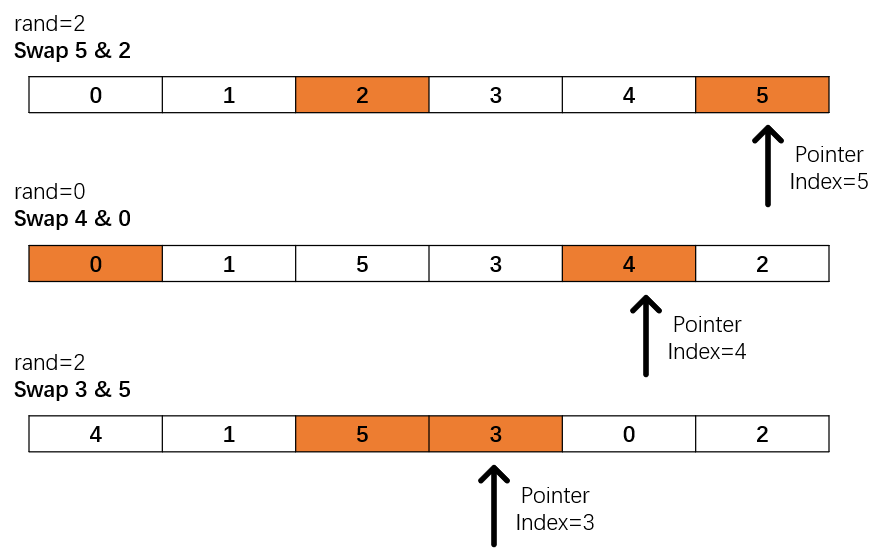 rand=2
Swap 5 & 2
0 1 2 3 4 5
Pointer
Index=5
rand=0
Swap 4 & 0
0 1 5 3 4 2
Pointer
Index=4
rand=2
Swap 3 & 5
4 1 5 3 0 2
Pointer
Index=3